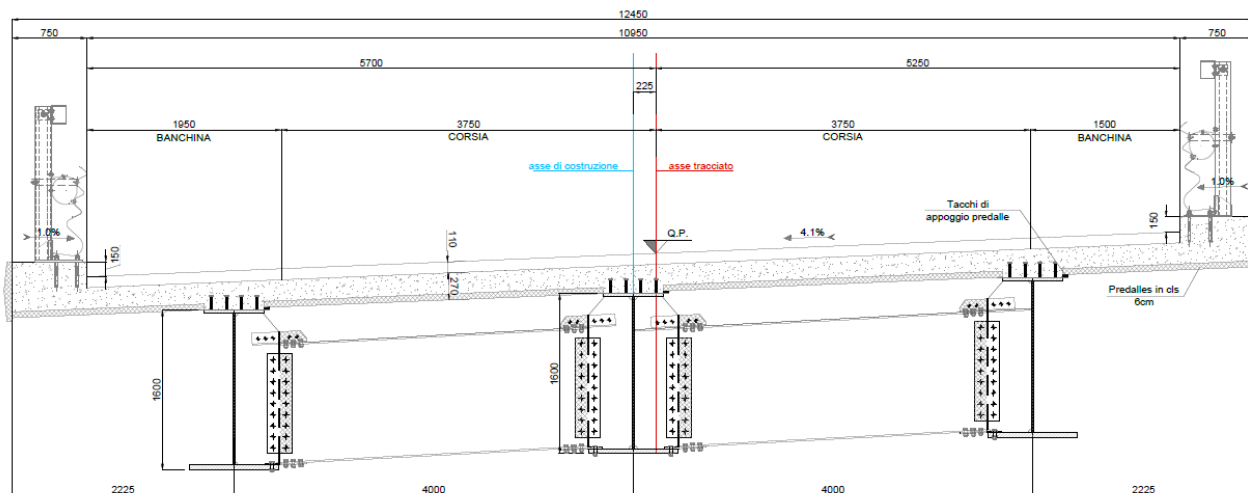 12450
750
10950
750
5700
5250
225
1950
BANCHINA
3750
CORSIA
3750
CORSIA
1500
BANCHINA
asse di costruzione
asse tracciato
1.0%
Tacchi di
appoggio predalle
1.0%
150
110
Q.P.
4.1%
150
270
Predalles in cls
6cm
1600
1600
2225
4000
4000
2225